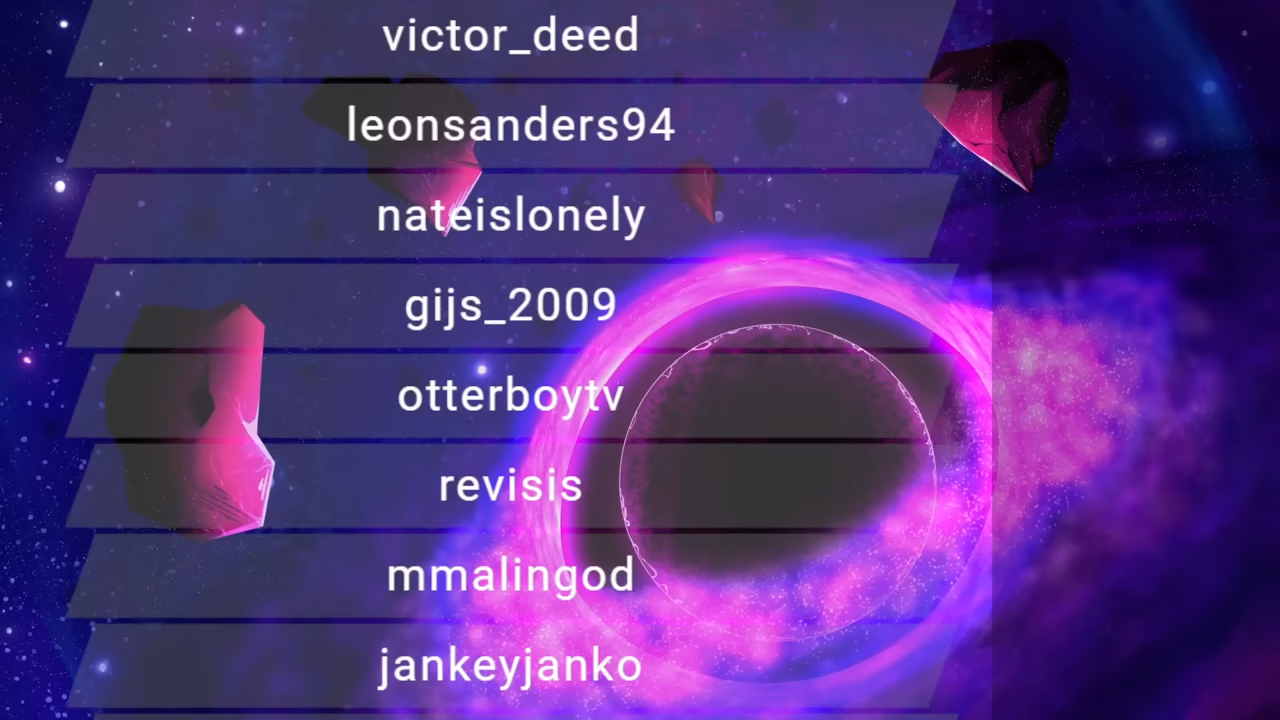 victor_deed
leonsanders94
nateislonely
gijs_2009
otterboytv
revisis
mmalingod
jankeyjanko